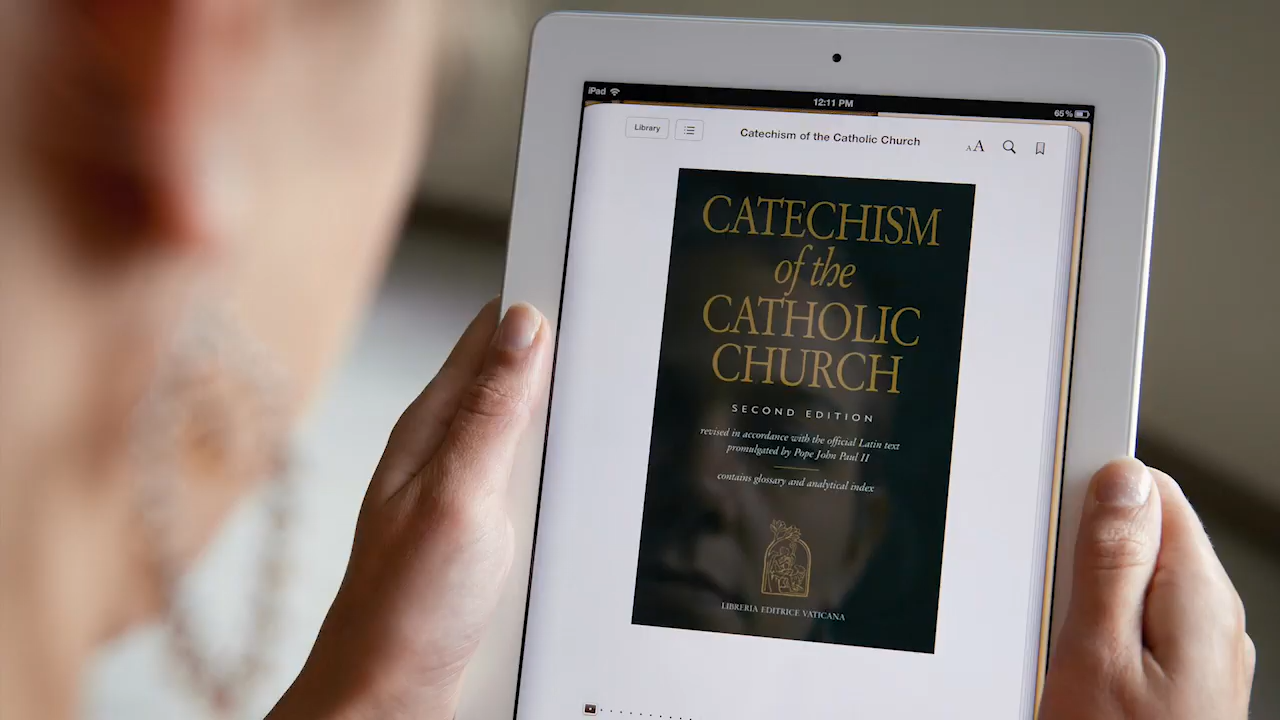 iPad 12:11 PM 65%
Library Catechism of the Catholic Church AA
CATECHISM
of the
CATHOLIC
CHURCH
SECOND EDITION
revised in accordance with the official Latin text
promulgated by Pope John Paul II
contains glossary and analytical index
LIBRERIA EDITRICE VATICANA